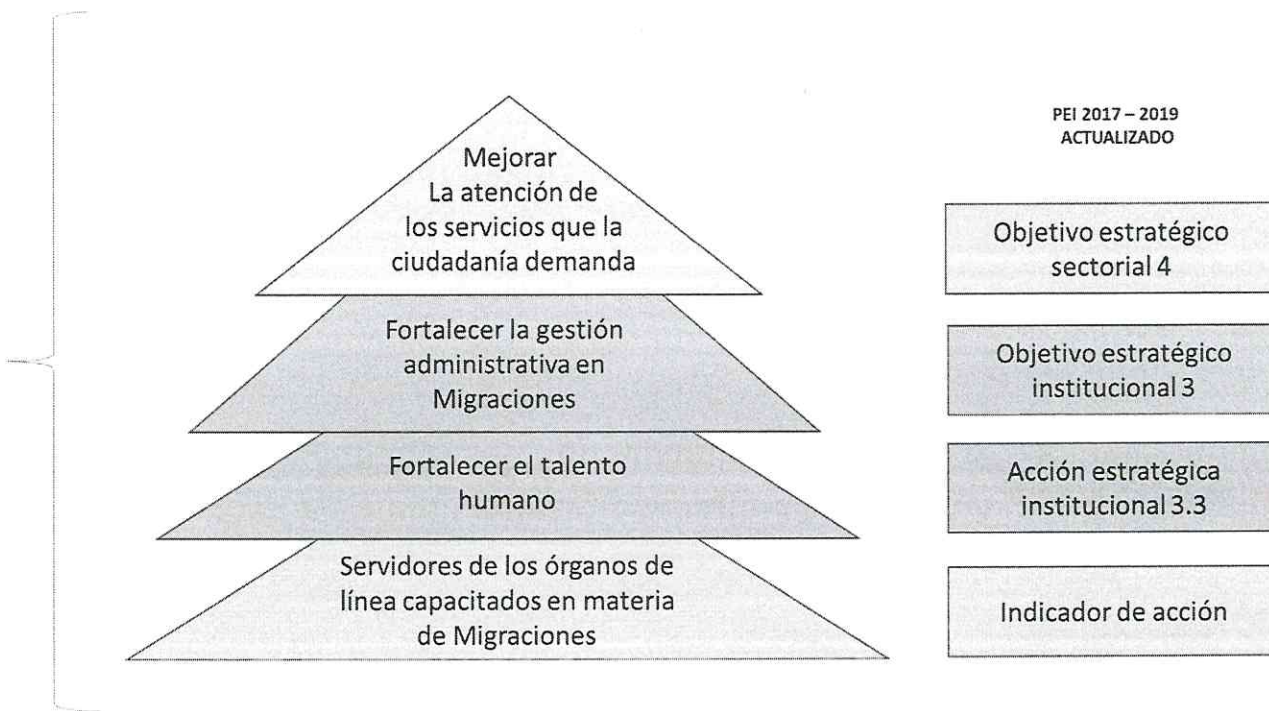 PEI 2017 – 2019
ACTUALIZADO
Mejorar
La atención de
los servicios que la
ciudadanía demanda
Objetivo estratégico
sectorial 4
Fortalecer la gestión
administrativa en
Migraciones
Objetivo estratégico
institucional 3
Fortalecer el talento
humano
Acción estratégica
institucional 3.3
Servidores de los órganos de
línea capacitados en materia
de Migraciones
Indicador de acción